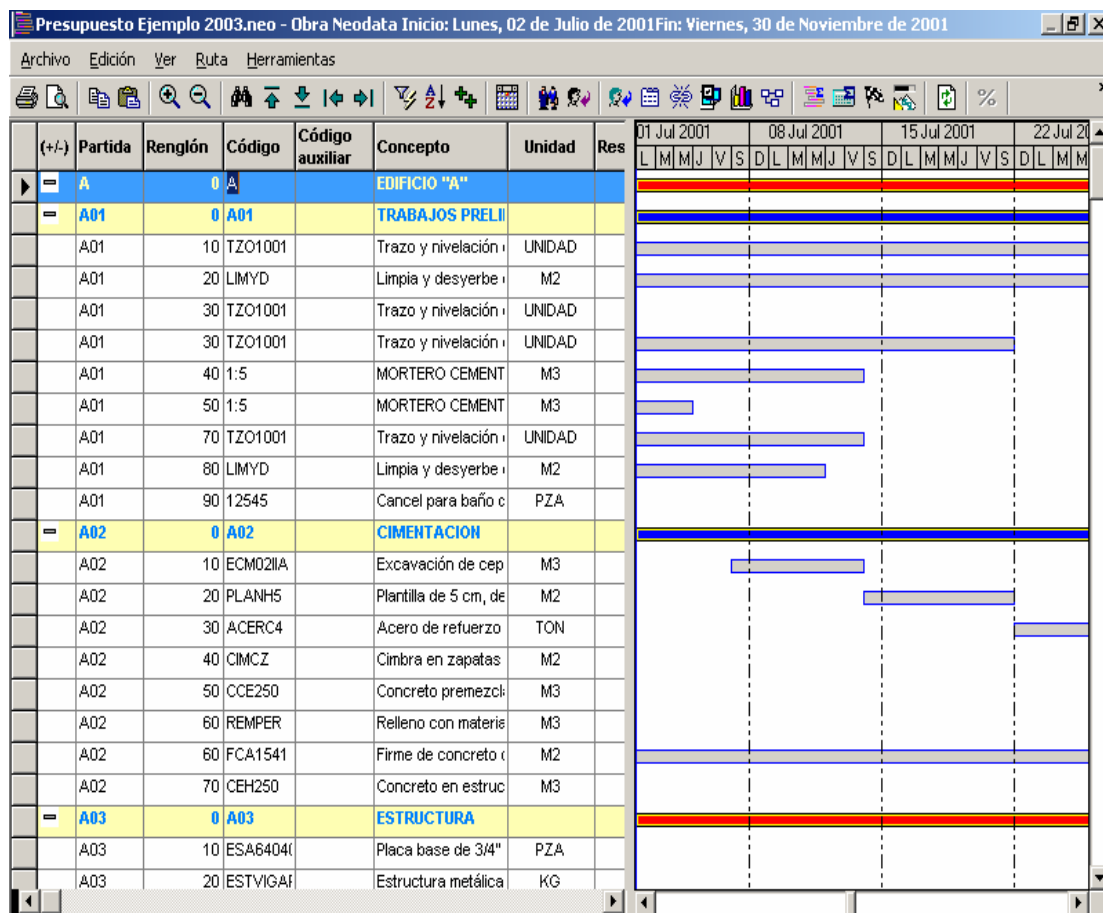 Presupuesto Ejemplo 2003.neo - Obra Neodata Inicio: Lunes, 02 de Julio de 2001Fin: Viernes, 30 de Noviembre de 2001
Archivo Edición Ver Ruta Herramientas
(+/-) Partida Renglón Código Código auxiliar Concepto Unidad Res
01 Jul 2001 08 Jul 2001 15 Jul 2001 22 Jul 20
L M M J V S D L M M J V S D L M M J V S D L M M
A 0 A EDIFICIO "A"
A01 0 A01 TRABAJOS PRELI
A01 10 TZO1001 Trazo y nivelación UNIDAD
A01 20 LIMYD Limpia y desyerbe M2
A01 30 TZO1001 Trazo y nivelación UNIDAD
A01 30 TZO1001 Trazo y nivelación UNIDAD
A01 40 1:5 MORTERO CEMENT M3
A01 50 1:5 MORTERO CEMENT M3
A01 70 TZO1001 Trazo y nivelación UNIDAD
A01 80 LIMYD Limpia y desyerbe M2
A01 90 12545 Cancel para baño c PZA
A02 0 A02 CIMENTACION
A02 10 ECM02IIA Excavación de cep M3
A02 20 PLANH5 Plantilla de 5 cm, de M2
A02 30 ACERC4 Acero de refuerzo TON
A02 40 CIMCZ Cimbra en zapatas M2
A02 50 CCE250 Concreto premezcl M3
A02 60 REMPER Relleno con materia M3
A02 60 FCA1541 Firme de concreto M2
A02 70 CEH250 Concreto en estruc M3
A03 0 A03 ESTRUCTURA
A03 10 ESA6404( Placa base de 3/4" PZA
A03 20 ESTVIGA Estructura metálica KG